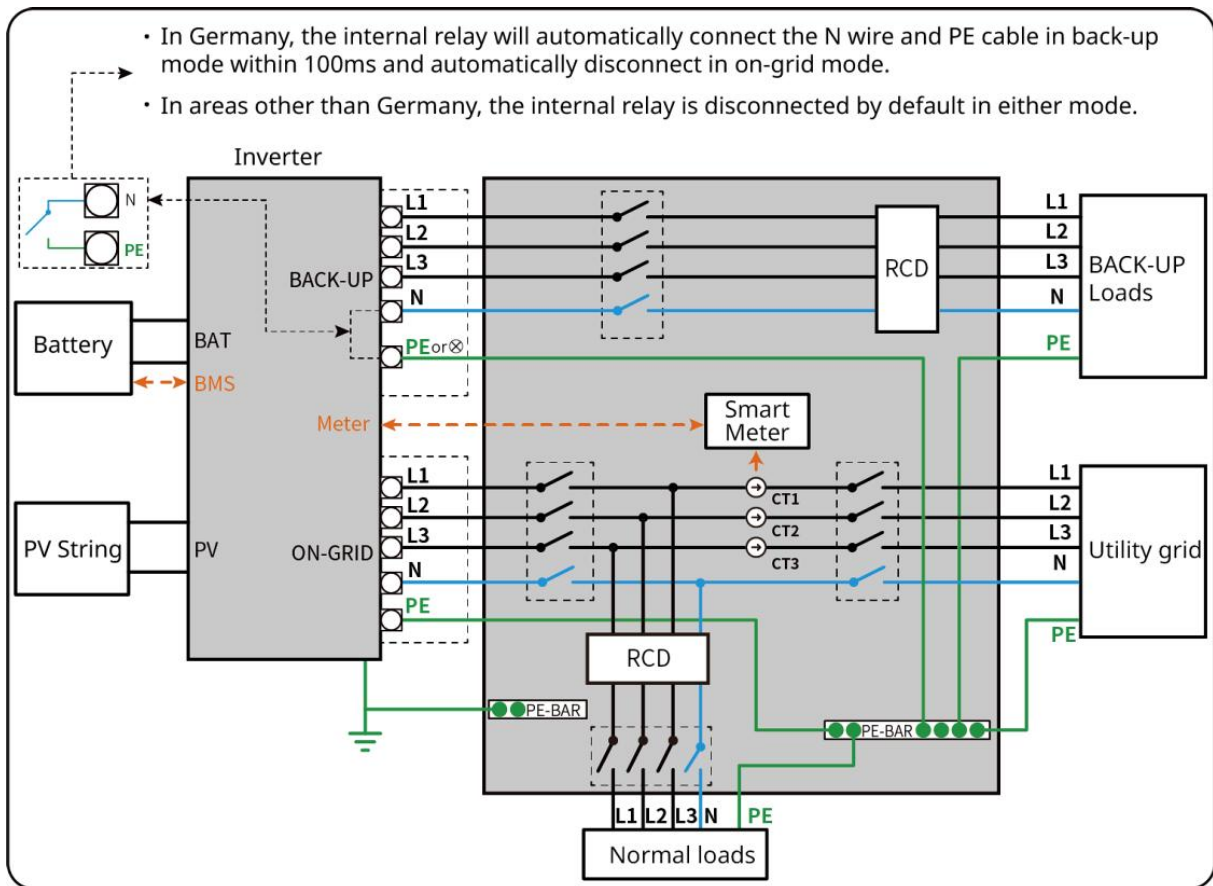 · In Germany, the internal relay will automatically connect the N wire and PE cable in back-up
mode within 100ms and automatically disconnect in on-grid mode.
· In areas other than Germany, the internal relay is disconnected by default in either mode.
Inverter
N
PE
L1
L2
L3
N
PE or ⊗
BACK-UP
RCD
L1
L2
L3
N
PE
BACK-UP
Loads
Battery
BAT
BMS
Meter
Smart
Meter
PV String
PV
ON-GRID
L1
L2
L3
N
PE
CT1
CT2
CT3
L1
L2
L3
N
PE
Utility grid
RCD
PE-BAR
PE-BAR
L1 L2 L3 N PE
Normal loads